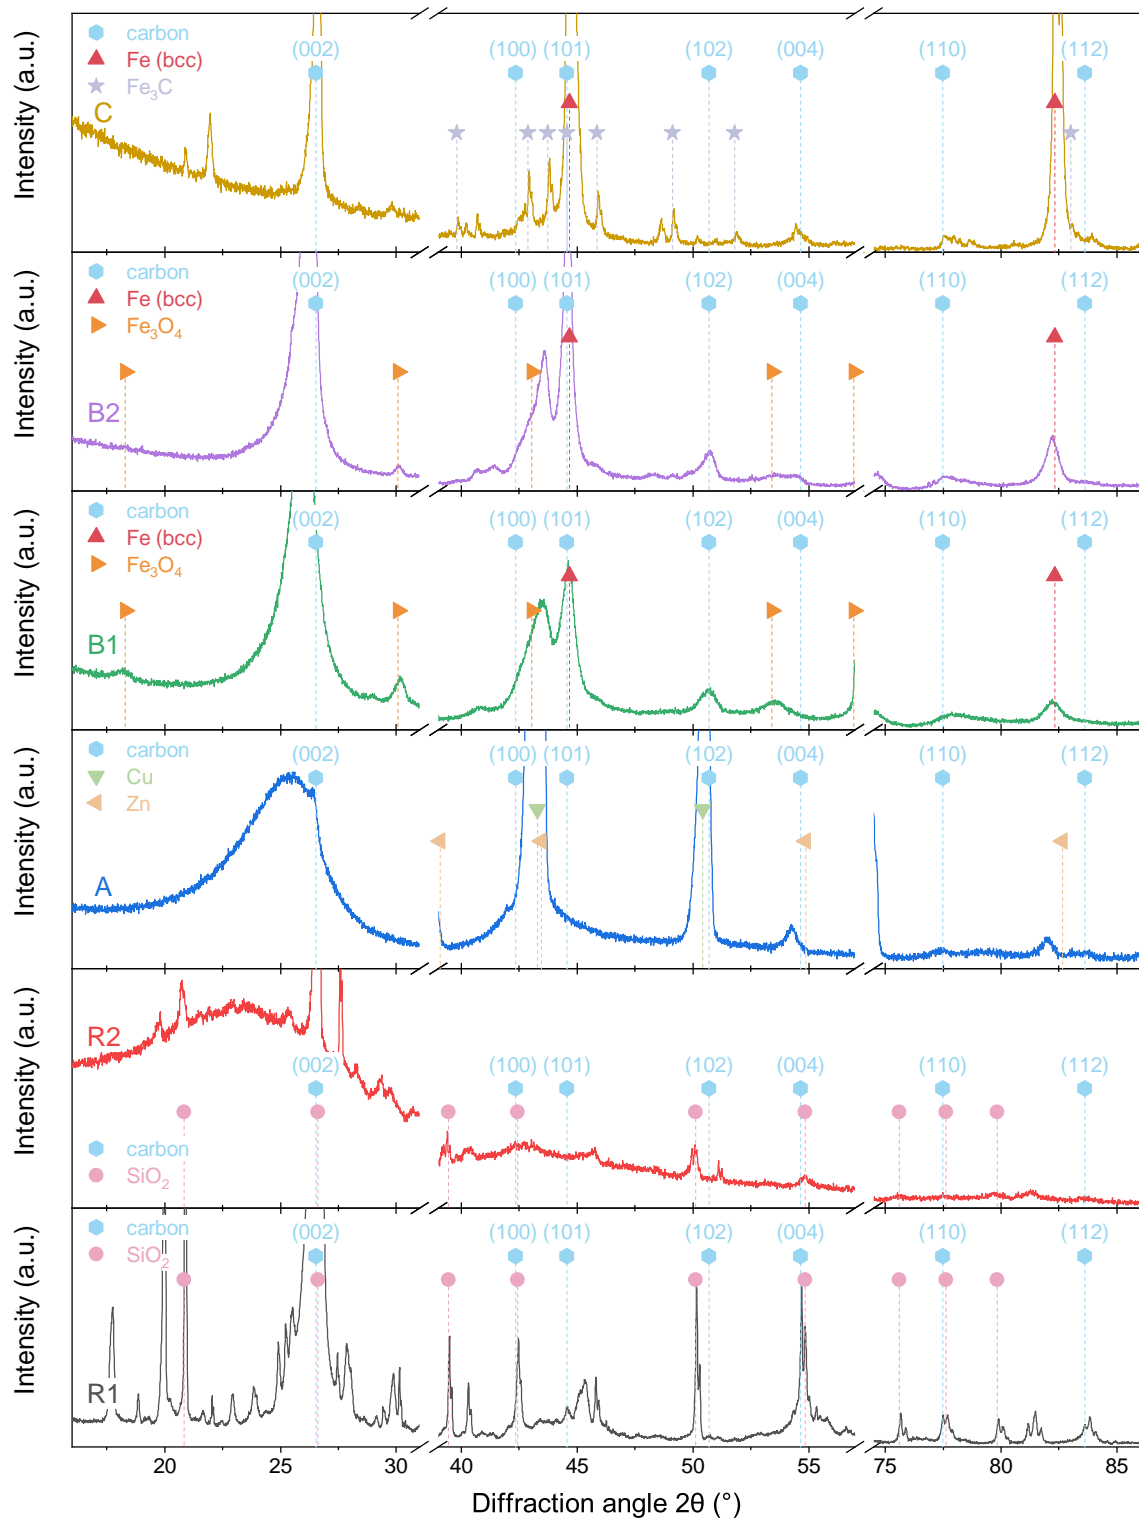 Intensity (a.u.)
carbon
Fe (bcc)
Fe₃C
C
(002)
(100) (101)
(102)
(004)
(110)
(112)
Intensity (a.u.)
carbon
Fe (bcc)
Fe₃O₄
B2
(002)
(100) (101)
(102)
(004)
(110)
(112)
Intensity (a.u.)
carbon
Fe (bcc)
Fe₃O₄
B1
(002)
(100) (101)
(102)
(004)
(110)
(112)
Intensity (a.u.)
carbon
Cu
Zn
A
(002)
(100) (101)
(102)
(004)
(110)
(112)
Intensity (a.u.)
R2
(002)
(100) (101)
(102)
(004)
(110)
(112)
carbon
SiO₂
Intensity (a.u.)
carbon
SiO₂
R1
(002)
(100) (101)
(102)
(004)
(110)
(112)
20 25 30 40 45 50 55 75 80 85
Diffraction angle 2θ (°)